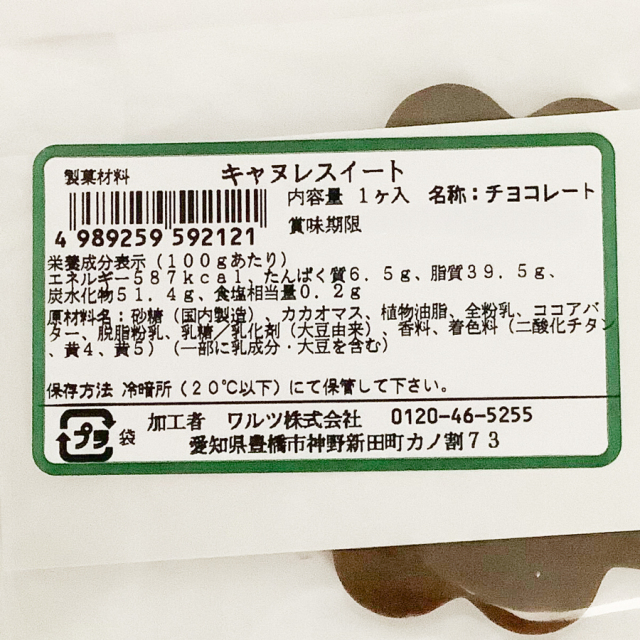 製菓材料 キャヌレスイート
内容量 1ヶ入 名称：チョコレート
賞味期限
4 989259 592121
栄養成分表示（100gあたり）
エネルギー587kcal、たんぱく質6.5g、脂質39.5g、
炭水化物51.4g、食塩相当量0.2g
原材料名：砂糖（国内製造）、カカオマス、植物油脂、全粉乳、ココアバ
ター、脱脂粉乳、乳糖／乳化剤（大豆由来）、香料、着色料（二酸化チタン
、黄4、黄5）（一部に乳成分・大豆を含む）
保存方法 冷暗所（20℃以下）にて保管して下さい。
プラ 袋 加工者 ワルツ株式会社 0120-46-5255
愛知県豊橋市神野新田町カノ割73